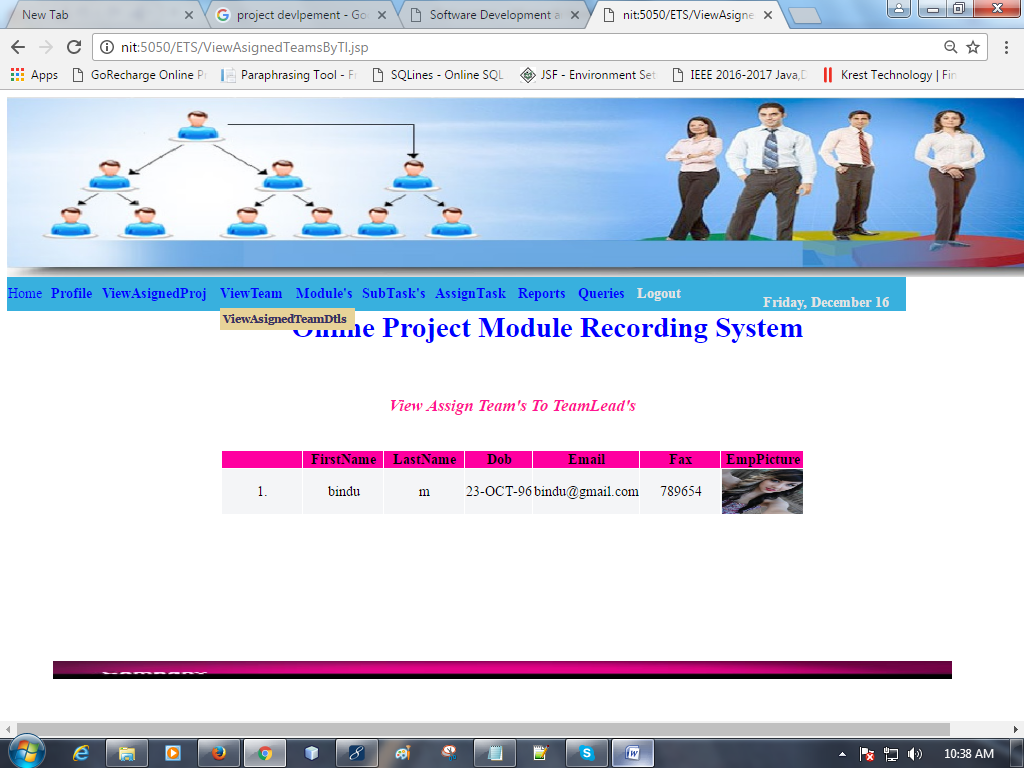 New Tab
project devlpement - Go
Software Development a
nit:5050/ETS/ViewAsigne
nit:5050/ETS/ViewAsignedTeamsByTl.jsp
Apps GoRecharge Online P Paraphrasing Tool - F SQLines - Online SQL JSF - Environment Set IEEE 2016-2017 Java,D Krest Technology | Fin
Home Profile ViewAsignedProj ViewTeam Module's SubTask's AssignTask Reports Queries Logout
Friday, December 16
ViewAsignedTeamDtls
Online Project Module Recording System
View Assign Team's To TeamLead's
FirstName LastName Dob Email Fax EmpPicture
1. bindu m 23-OCT-96 bindu@gmail.com 789654
10:38 AM